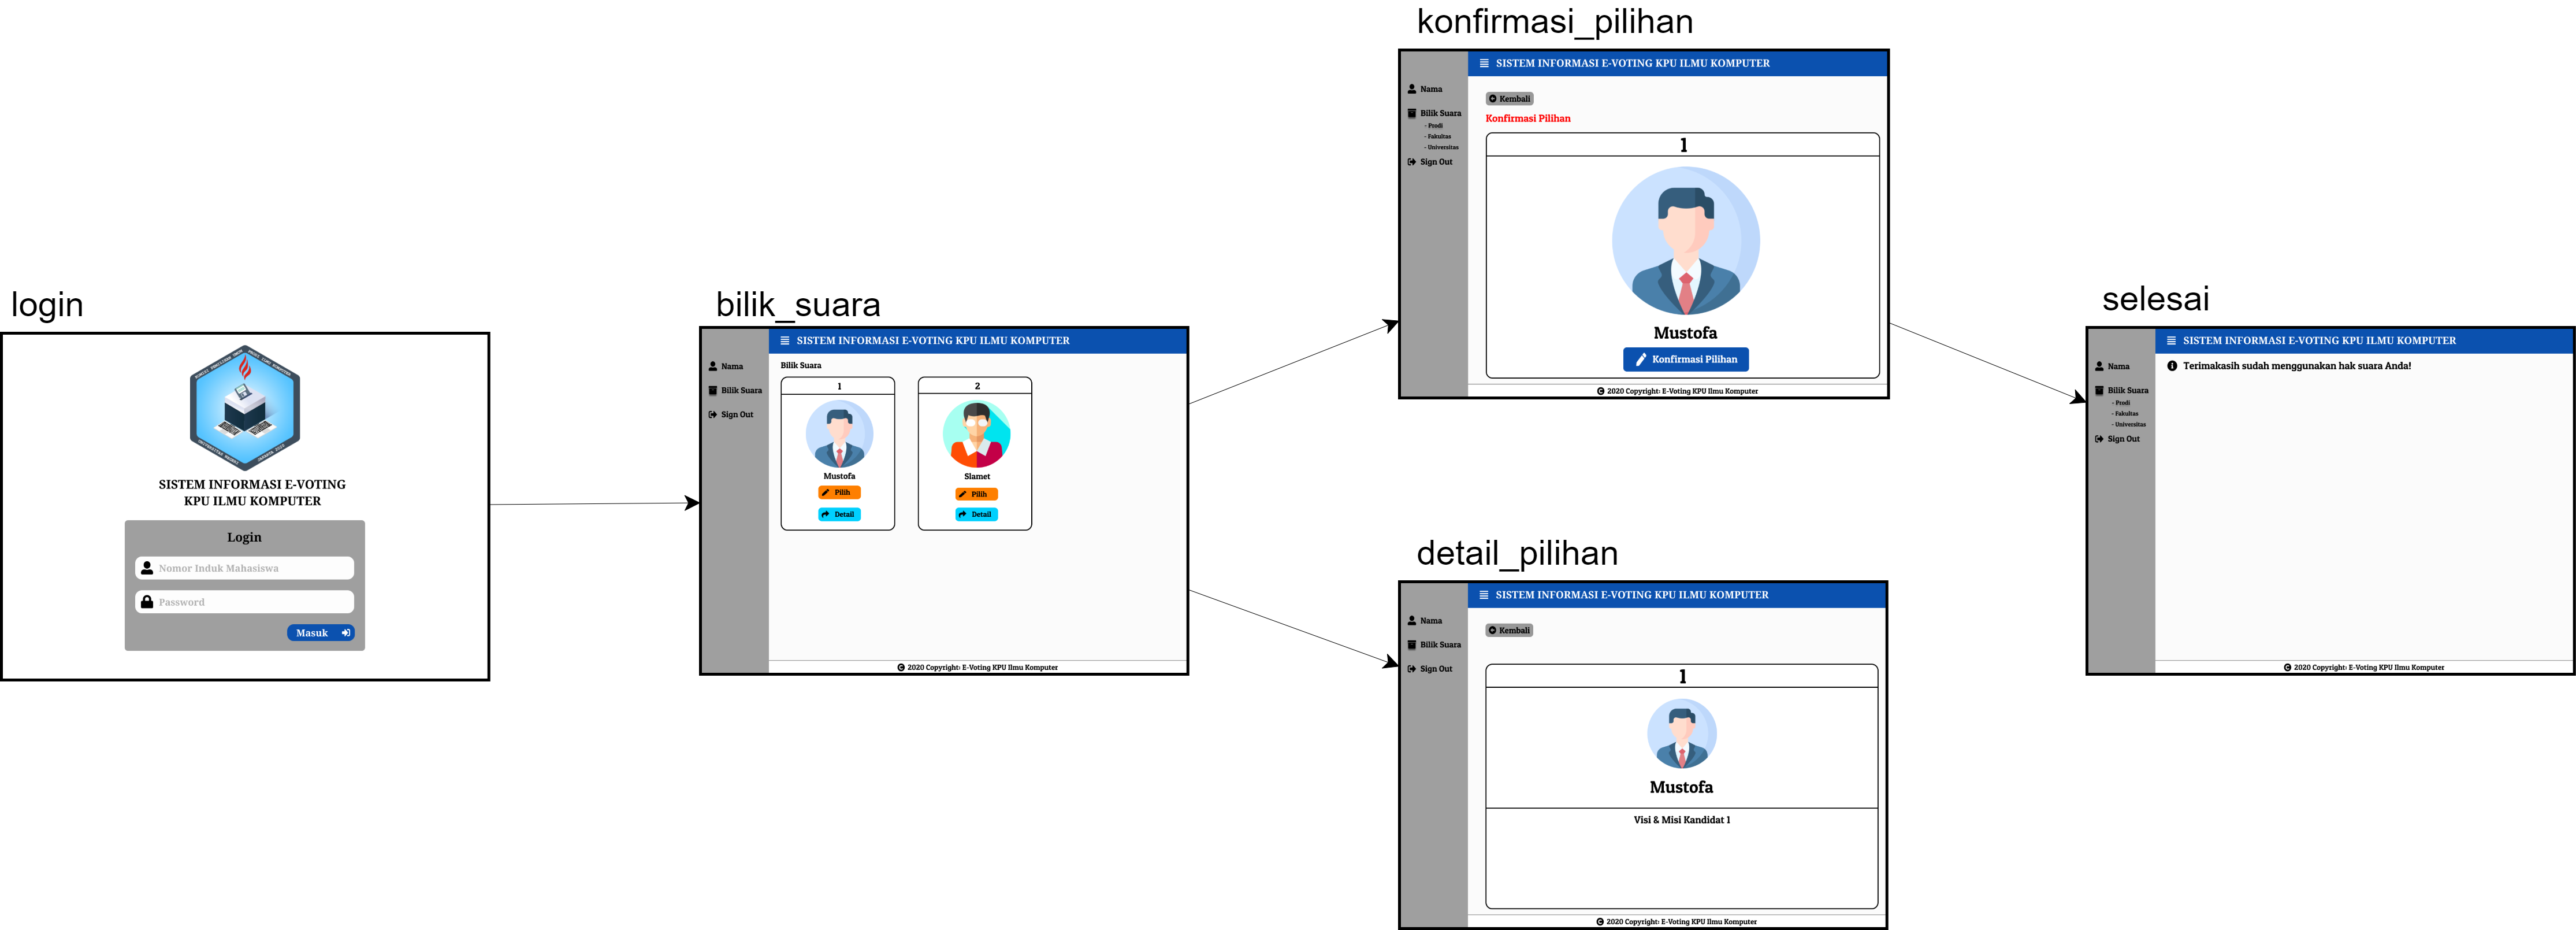 login
SISTEM INFORMASI E-VOTING
KPU ILMU KOMPUTER
Login
Nomor Induk Mahasiswa
Password
Masuk
bilik_suara
SISTEM INFORMASI E-VOTING KPU ILMU KOMPUTER
Nama
Bilik Suara
Sign Out
Bilik Suara
1
Mustofa
Pilih
Detail
2
Slamet
Pilih
Detail
2020 Copyright: E-Voting KPU Ilmu Komputer
konfirmasi_pilihan
SISTEM INFORMASI E-VOTING KPU ILMU KOMPUTER
Nama
Bilik Suara
- Prodi
- Fakultas
- Universitas
Sign Out
Kembali
Konfirmasi Pilihan
1
Mustofa
Konfirmasi Pilihan
2020 Copyright: E-Voting KPU Ilmu Komputer
detail_pilihan
SISTEM INFORMASI E-VOTING KPU ILMU KOMPUTER
Nama
Bilik Suara
Sign Out
Kembali
1
Mustofa
Visi & Misi Kandidat 1
2020 Copyright: E-Voting KPU Ilmu Komputer
selesai
SISTEM INFORMASI E-VOTING KPU ILMU KOMPUTER
Nama
Bilik Suara
- Prodi
- Fakultas
- Universitas
Sign Out
Terimakasih sudah menggunakan hak suara Anda!
2020 Copyright: E-Voting KPU Ilmu Komputer